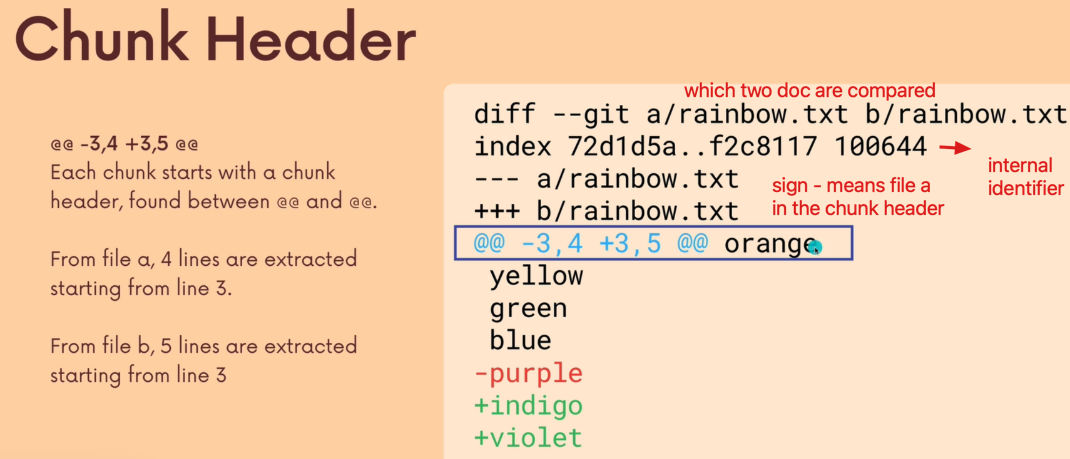 Chunk Header
@@ -3,4 +3,5 @@
Each chunk starts with a chunk
header, found between @@ and @@.
From file a, 4 lines are extracted
starting from line 3.
From file b, 5 lines are extracted
starting from line 3
which two doc are compared
diff --git a/rainbow.txt b/rainbow.txt
index 72d1d5a..f2c8117 100644
internal
identifier
--- a/rainbow.txt
+++ b/rainbow.txt
sign - means file a
in the chunk header
@@ -3,4 +3,5 @@ orange
yellow
green
blue
-purple
+indigo
+violet